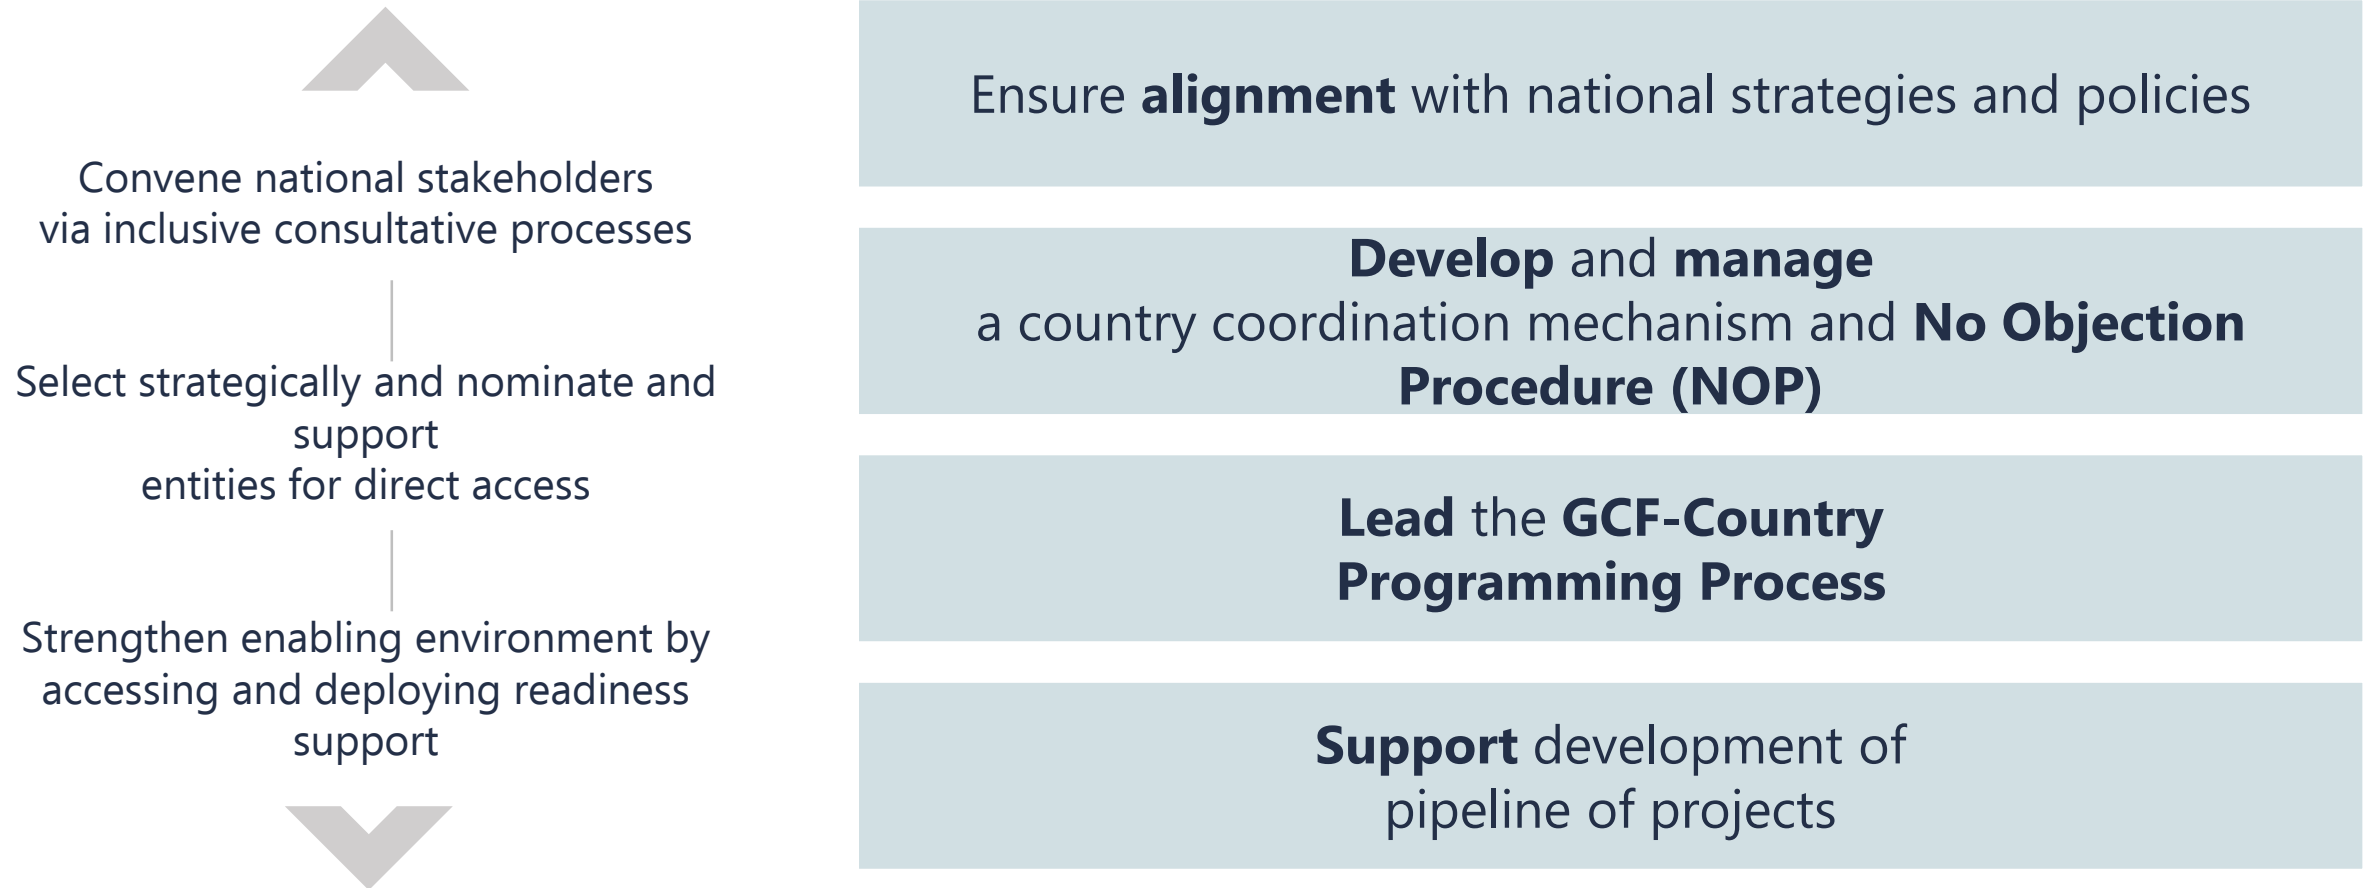 Convene national stakeholders
via inclusive consultative processes
Select strategically and nominate and
support
entities for direct access
Strengthen enabling environment by
accessing and deploying readiness
support
Ensure alignment with national strategies and policies
Develop and manage
a country coordination mechanism and No Objection
Procedure (NOP)
Lead the GCF-Country
Programming Process
Support development of
pipeline of projects